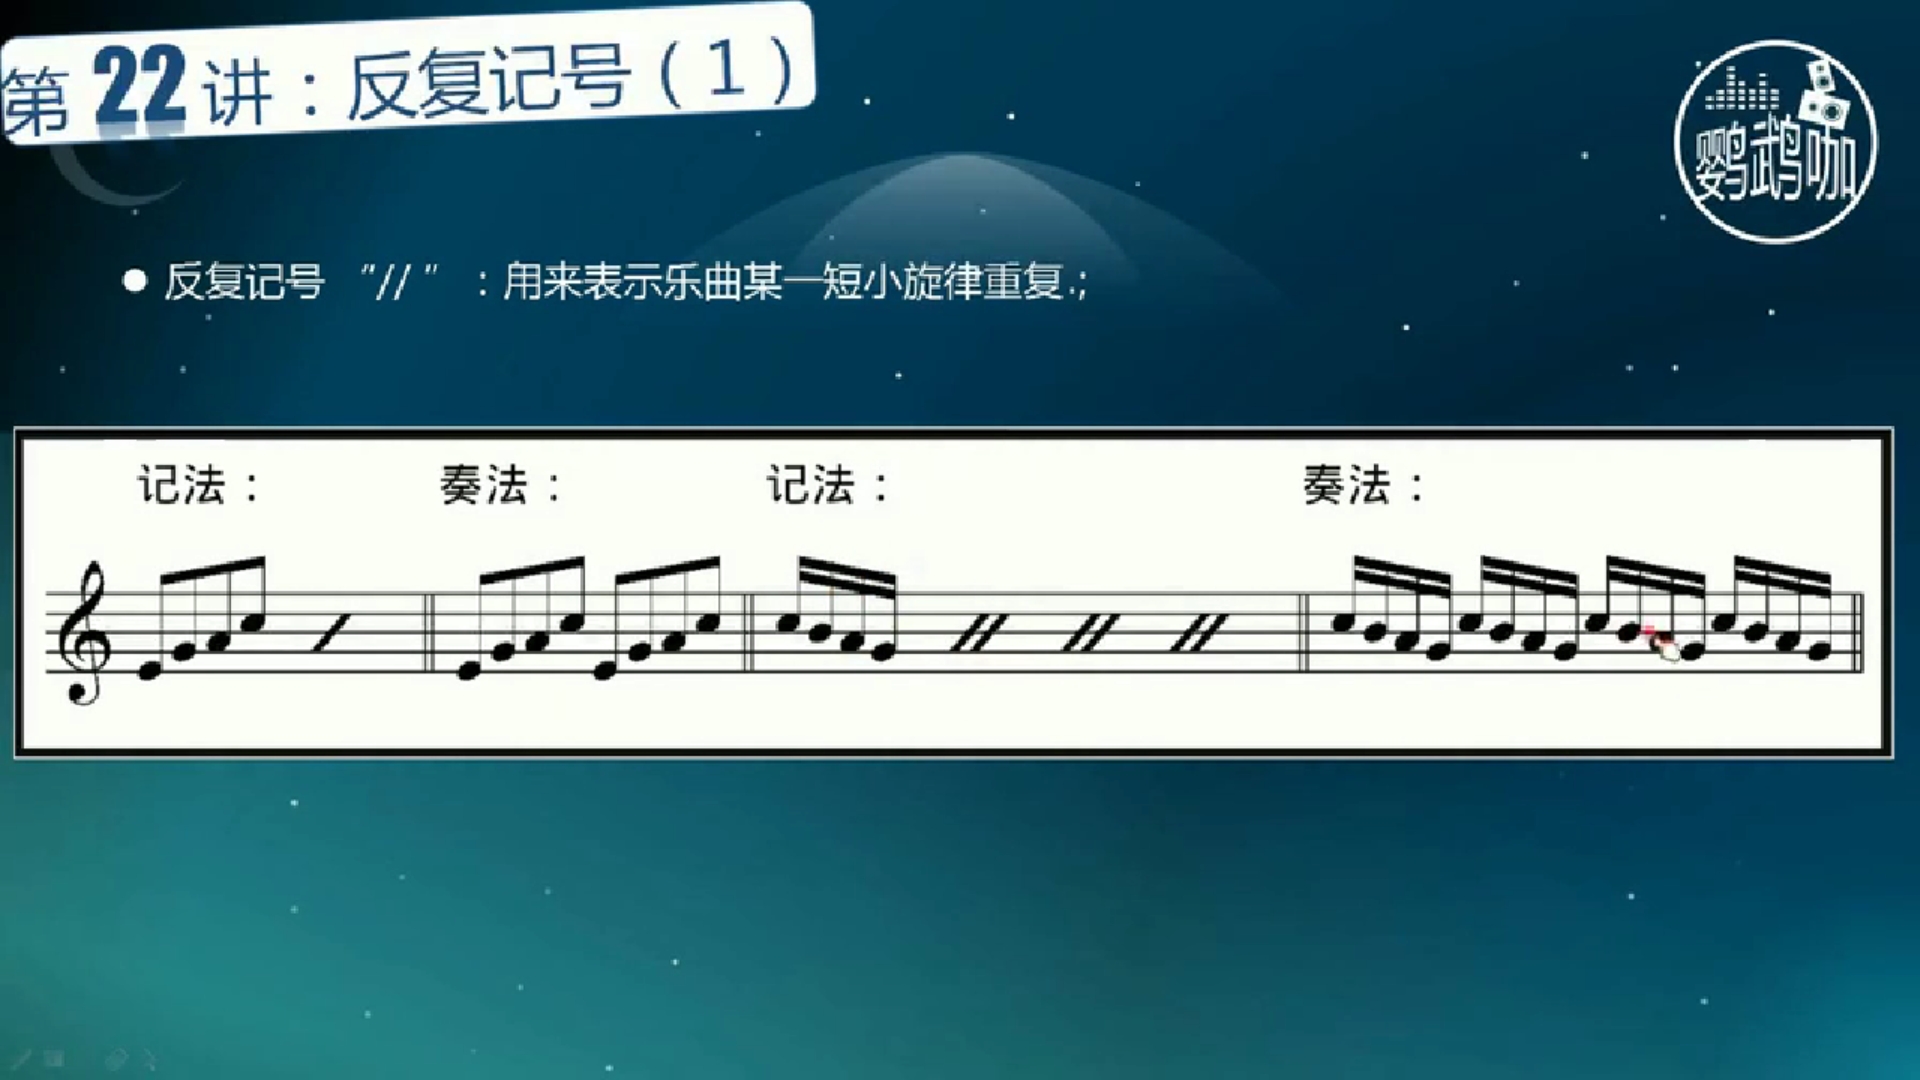 第22讲：反复记号（1）
鹦鹉咖
反复记号 “//”：用来表示乐曲某一短小旋律重复.；
记法： 奏法： 记法： 奏法：